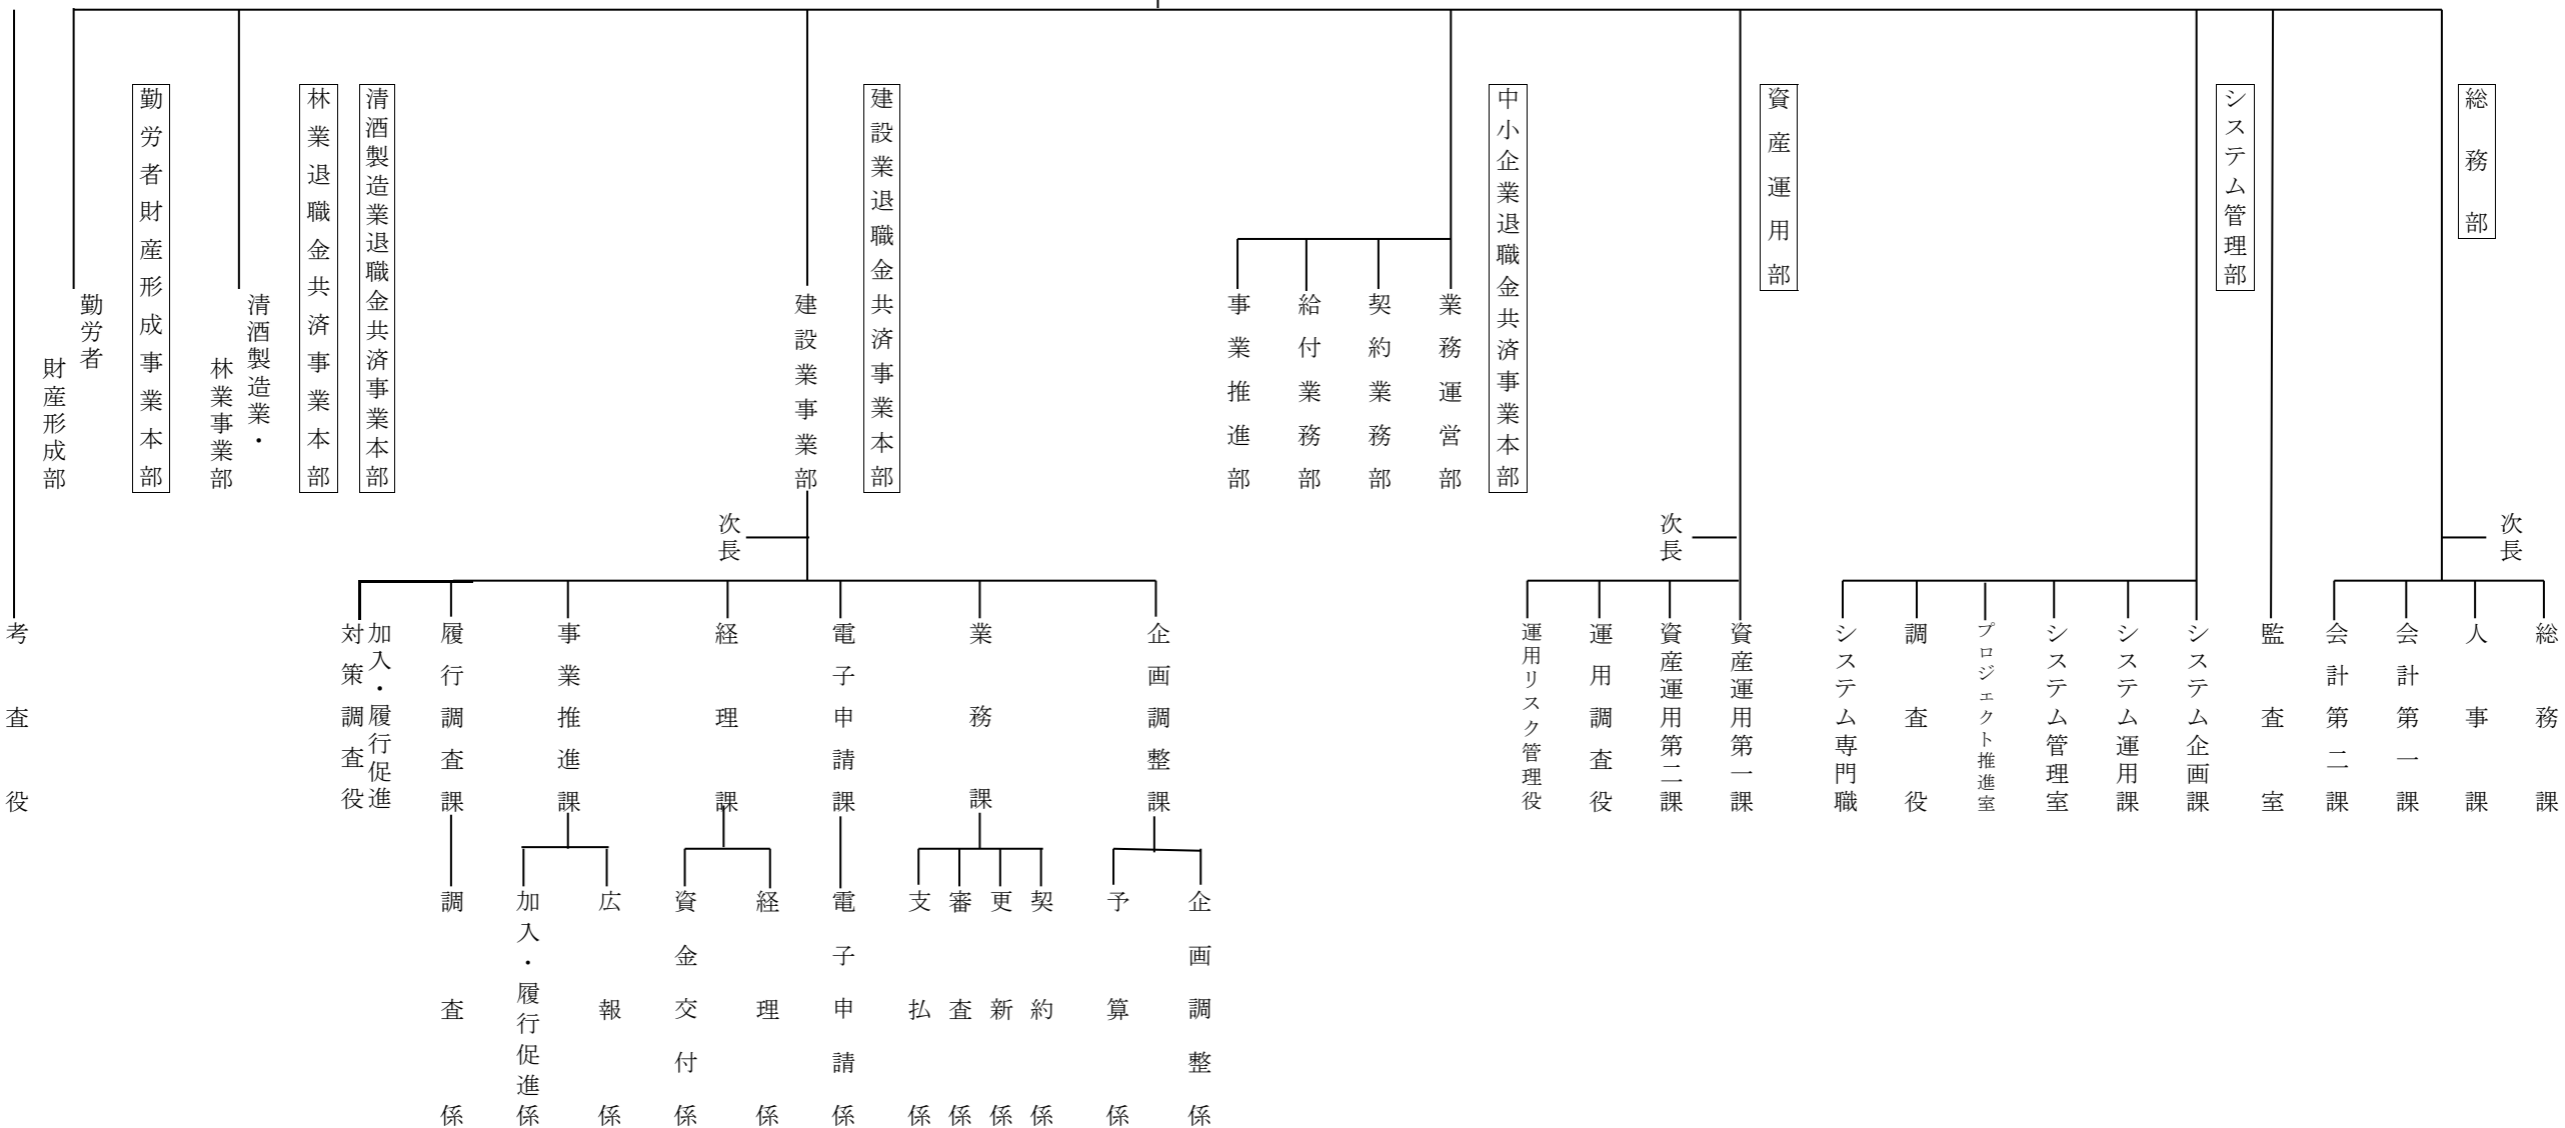 総務部
システム管理部
資産運用部
中小企業退職金共済事業本部
建設業退職金共済事業本部
清酒製造業退職金共済事業本部
林業退職金共済事業本部
勤労者財産形成事業本部
業務運営部
契約業務部
給付業務部
事業推進部
建設業事業部
清酒製造業・
林業事業部
勤労者
財産形成部
次長
次長
次長
総務課
人事課
会計第一課
会計第二課
監査室
システム企画課
システム運用課
システム管理室
プロジェクト推進室
調査役
システム専門職
資産運用第一課
資産運用第二課
運用調査役
運用リスク管理役
企画調整課
業務課
電子申請課
経理課
事業推進課
履行調査課
加入・履行促進
対策調査役
考査役
企画調整係
予算係
契約係
更新係
審査係
支払係
電子申請係
経理係
資金交付係
広報係
加入・履行促進係
調査係